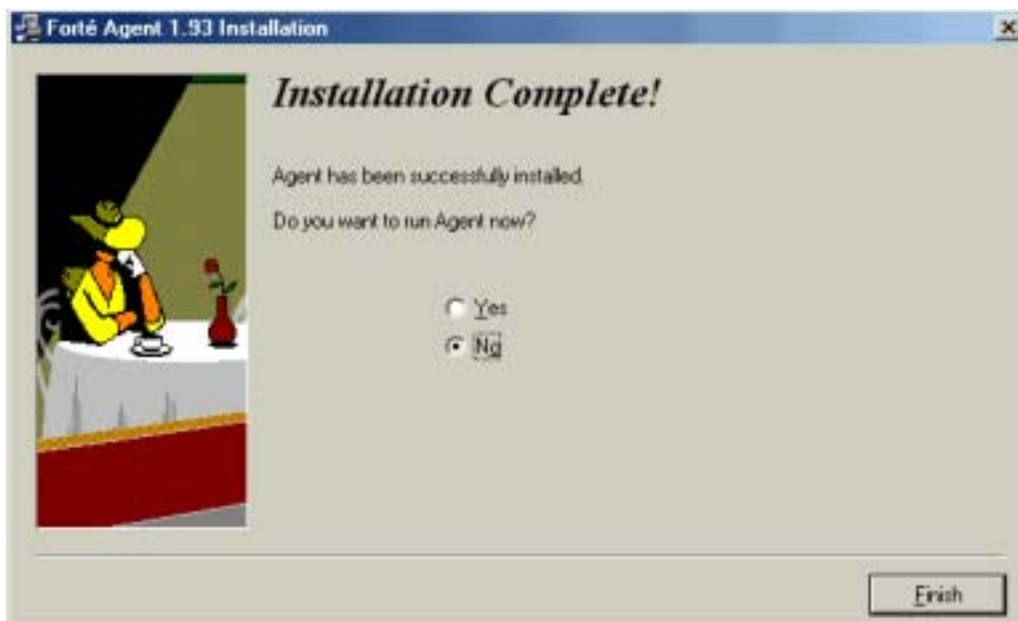 Forté Agent 1.93 Installation
Installation Complete!
Agent has been successfully installed.
Do you want to run Agent now?
Yes
No
Finish